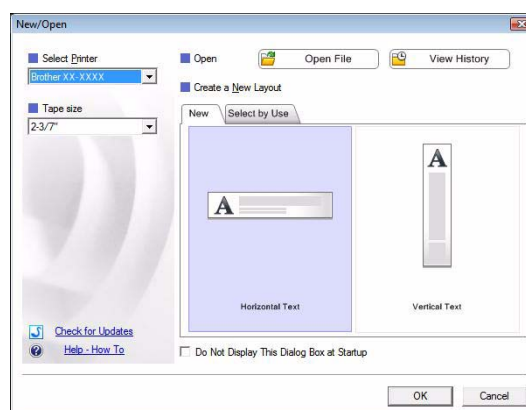 New/Open
Select Printer
Brother XX-XXXX
Tape size
2-3/7"
Check for Updates
Help - How To
Open
Open File
View History
Create a New Layout
New
Select by Use
A
Horizontal Text
A
Vertical Text
Do Not Display This Dialog Box at Startup
OK
Cancel